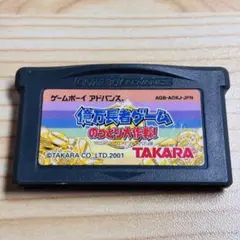 ゲームボーイ アドバンス® AGB-AOKJ-JPN
億万長者ゲーム
のっとり大作戦!
©TAKARA CO.,LTD.2001 TAKARA